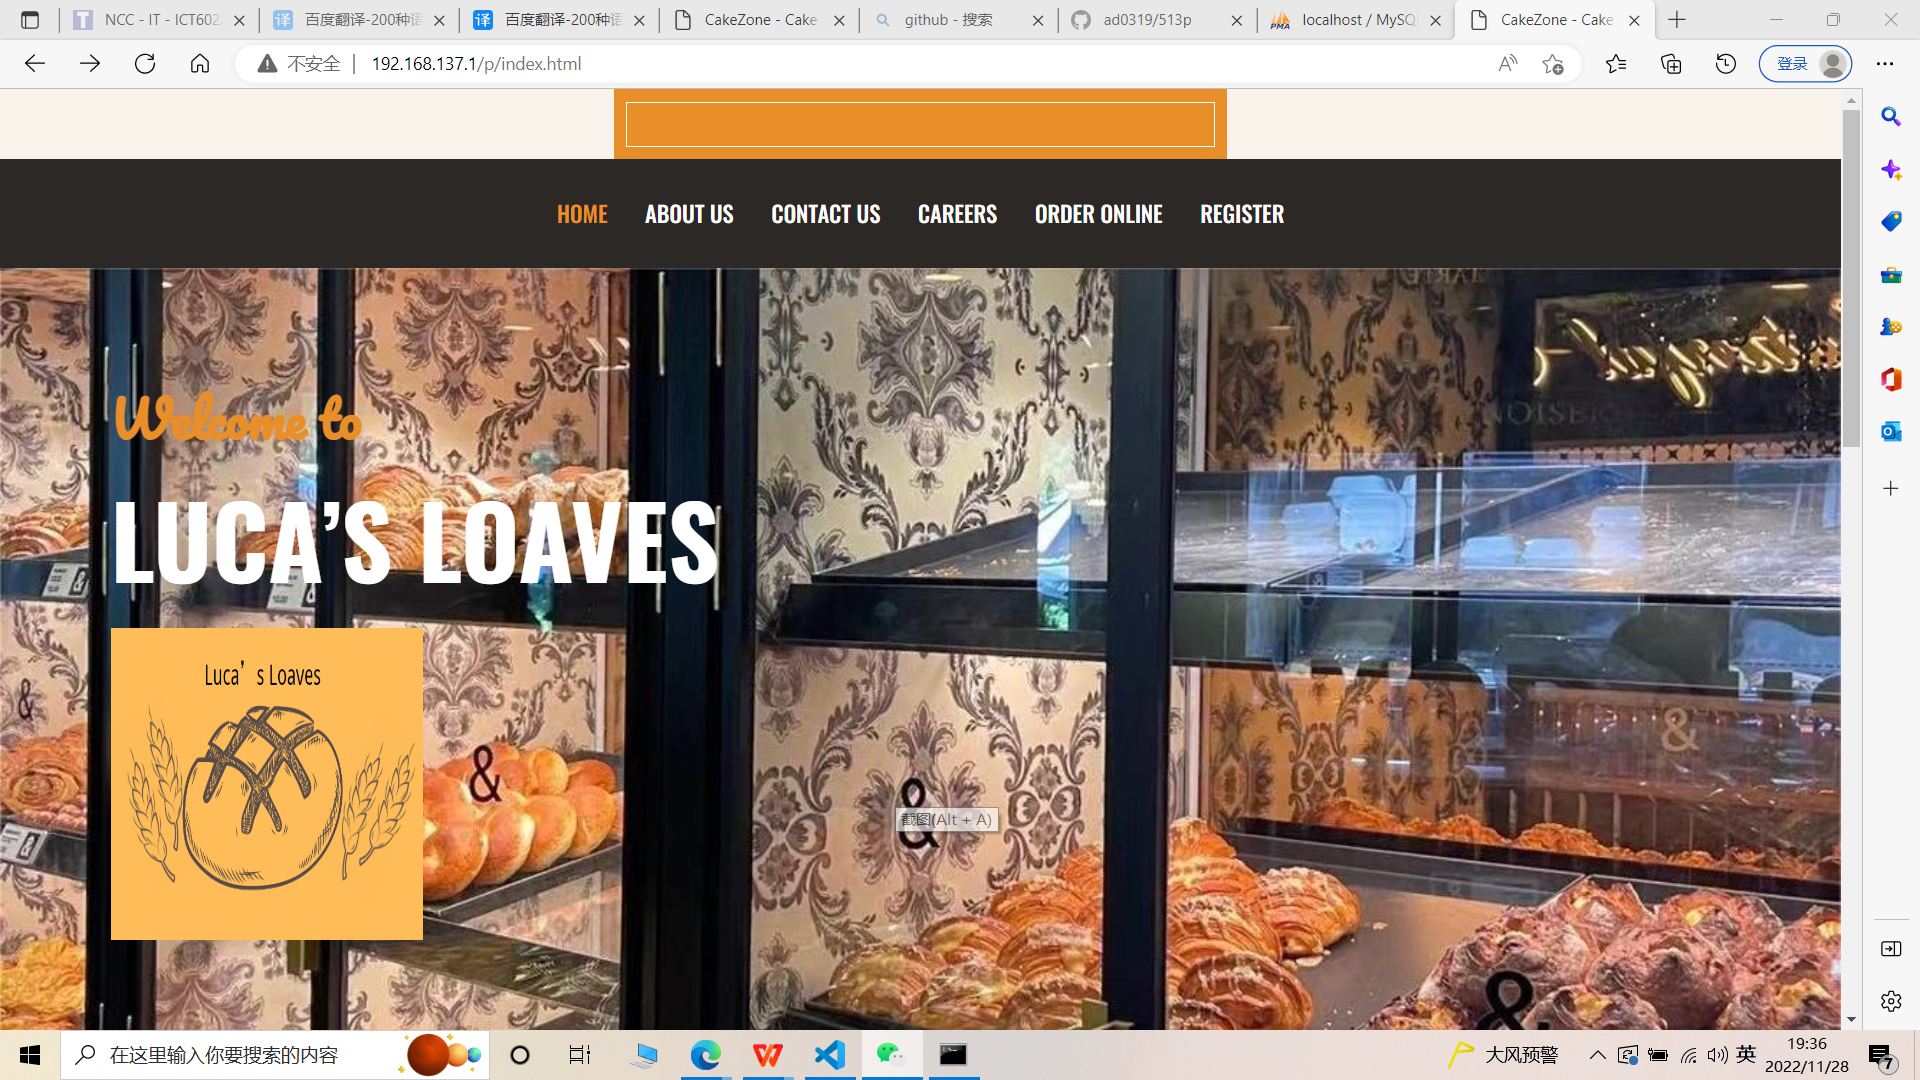 NCC - IT - ICT602
百度翻译-200种语
百度翻译-200种语
CakeZone - Cake
github - 搜索
ad0319/513p
localhost / MySQ
CakeZone - Cake
不安全
192.168.137.1/p/index.html
登录
HOME
ABOUT US
CONTACT US
CAREERS
ORDER ONLINE
REGISTER
Welcome to
LUCA’S LOAVES
Luca’s Loaves
&
&
&
&
截图(Alt + A)
在这里输入你要搜索的内容
大风预警
英
19:36
2022/11/28
7